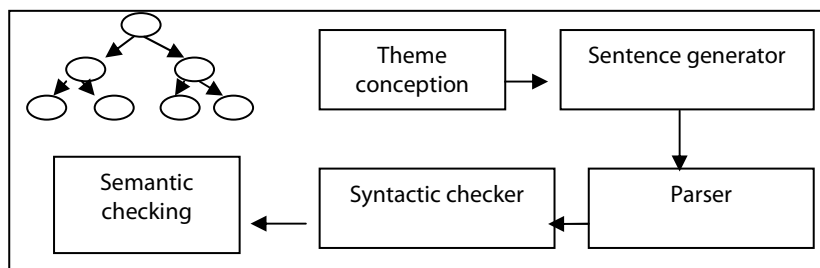 Theme
conception
Sentence generator
Semantic
checking
Syntactic checker
Parser